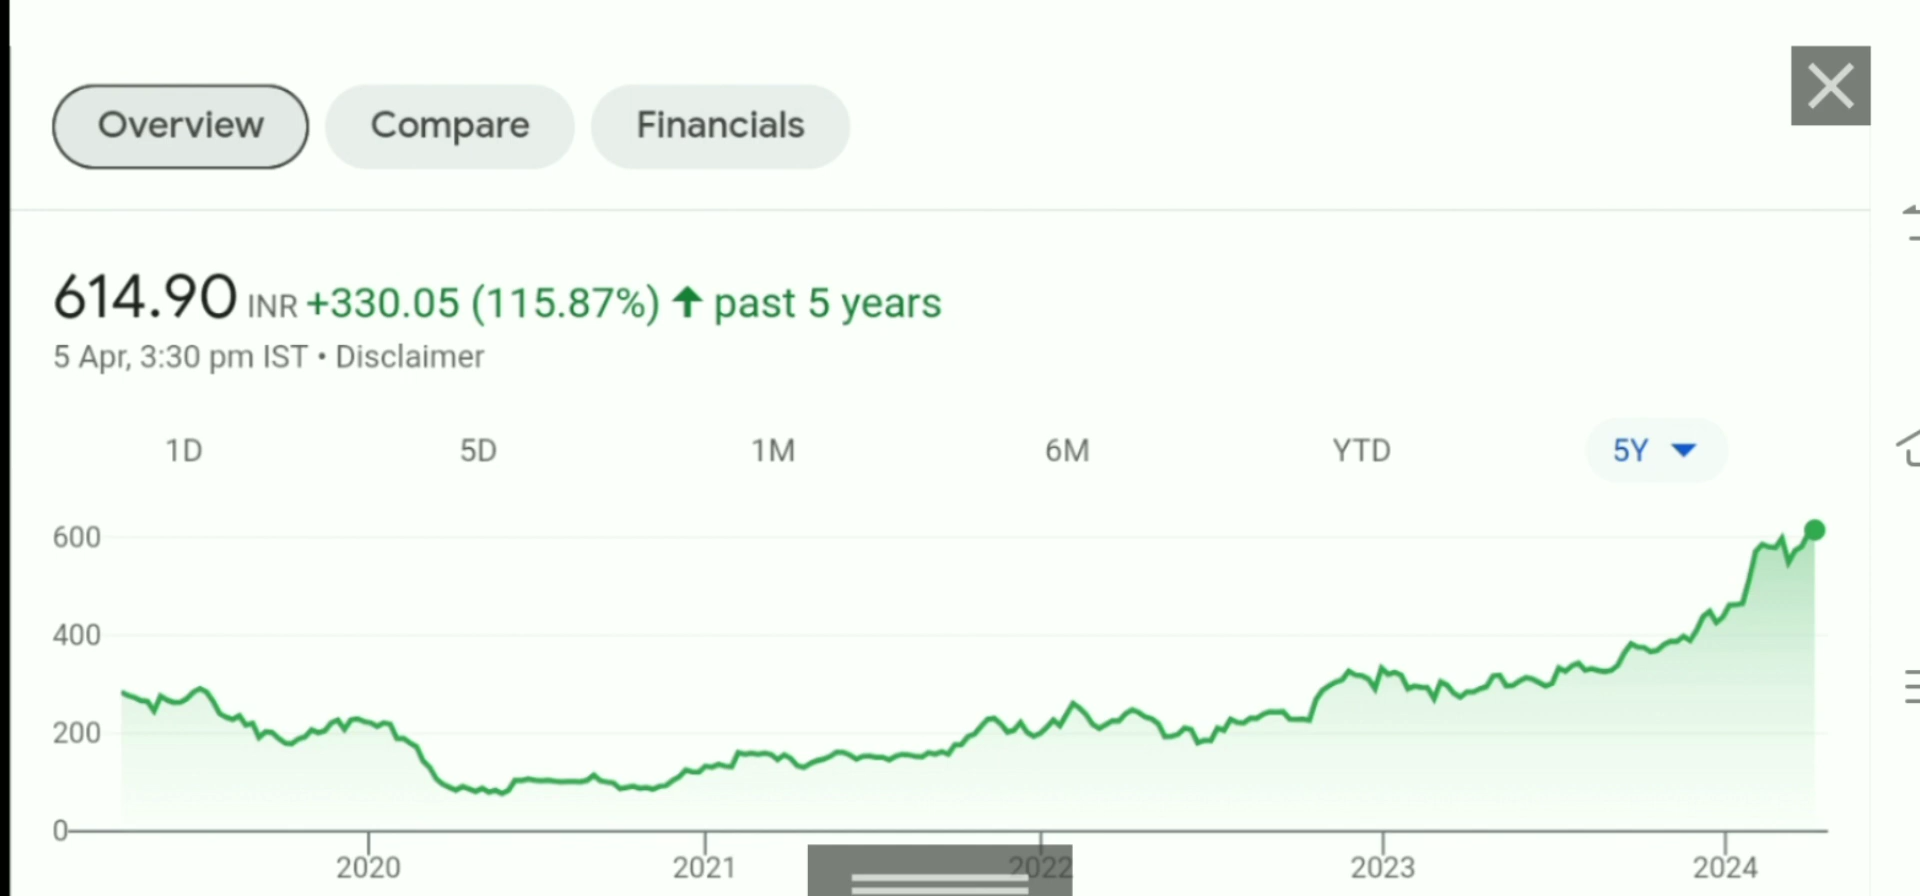 Overview Compare Financials
614.90 INR +330.05 (115.87%) ↑ past 5 years
5 Apr, 3:30 pm IST • Disclaimer
1D 5D 1M 6M YTD 5Y
600
400
200
0
2020 2021 2022 2023 2024